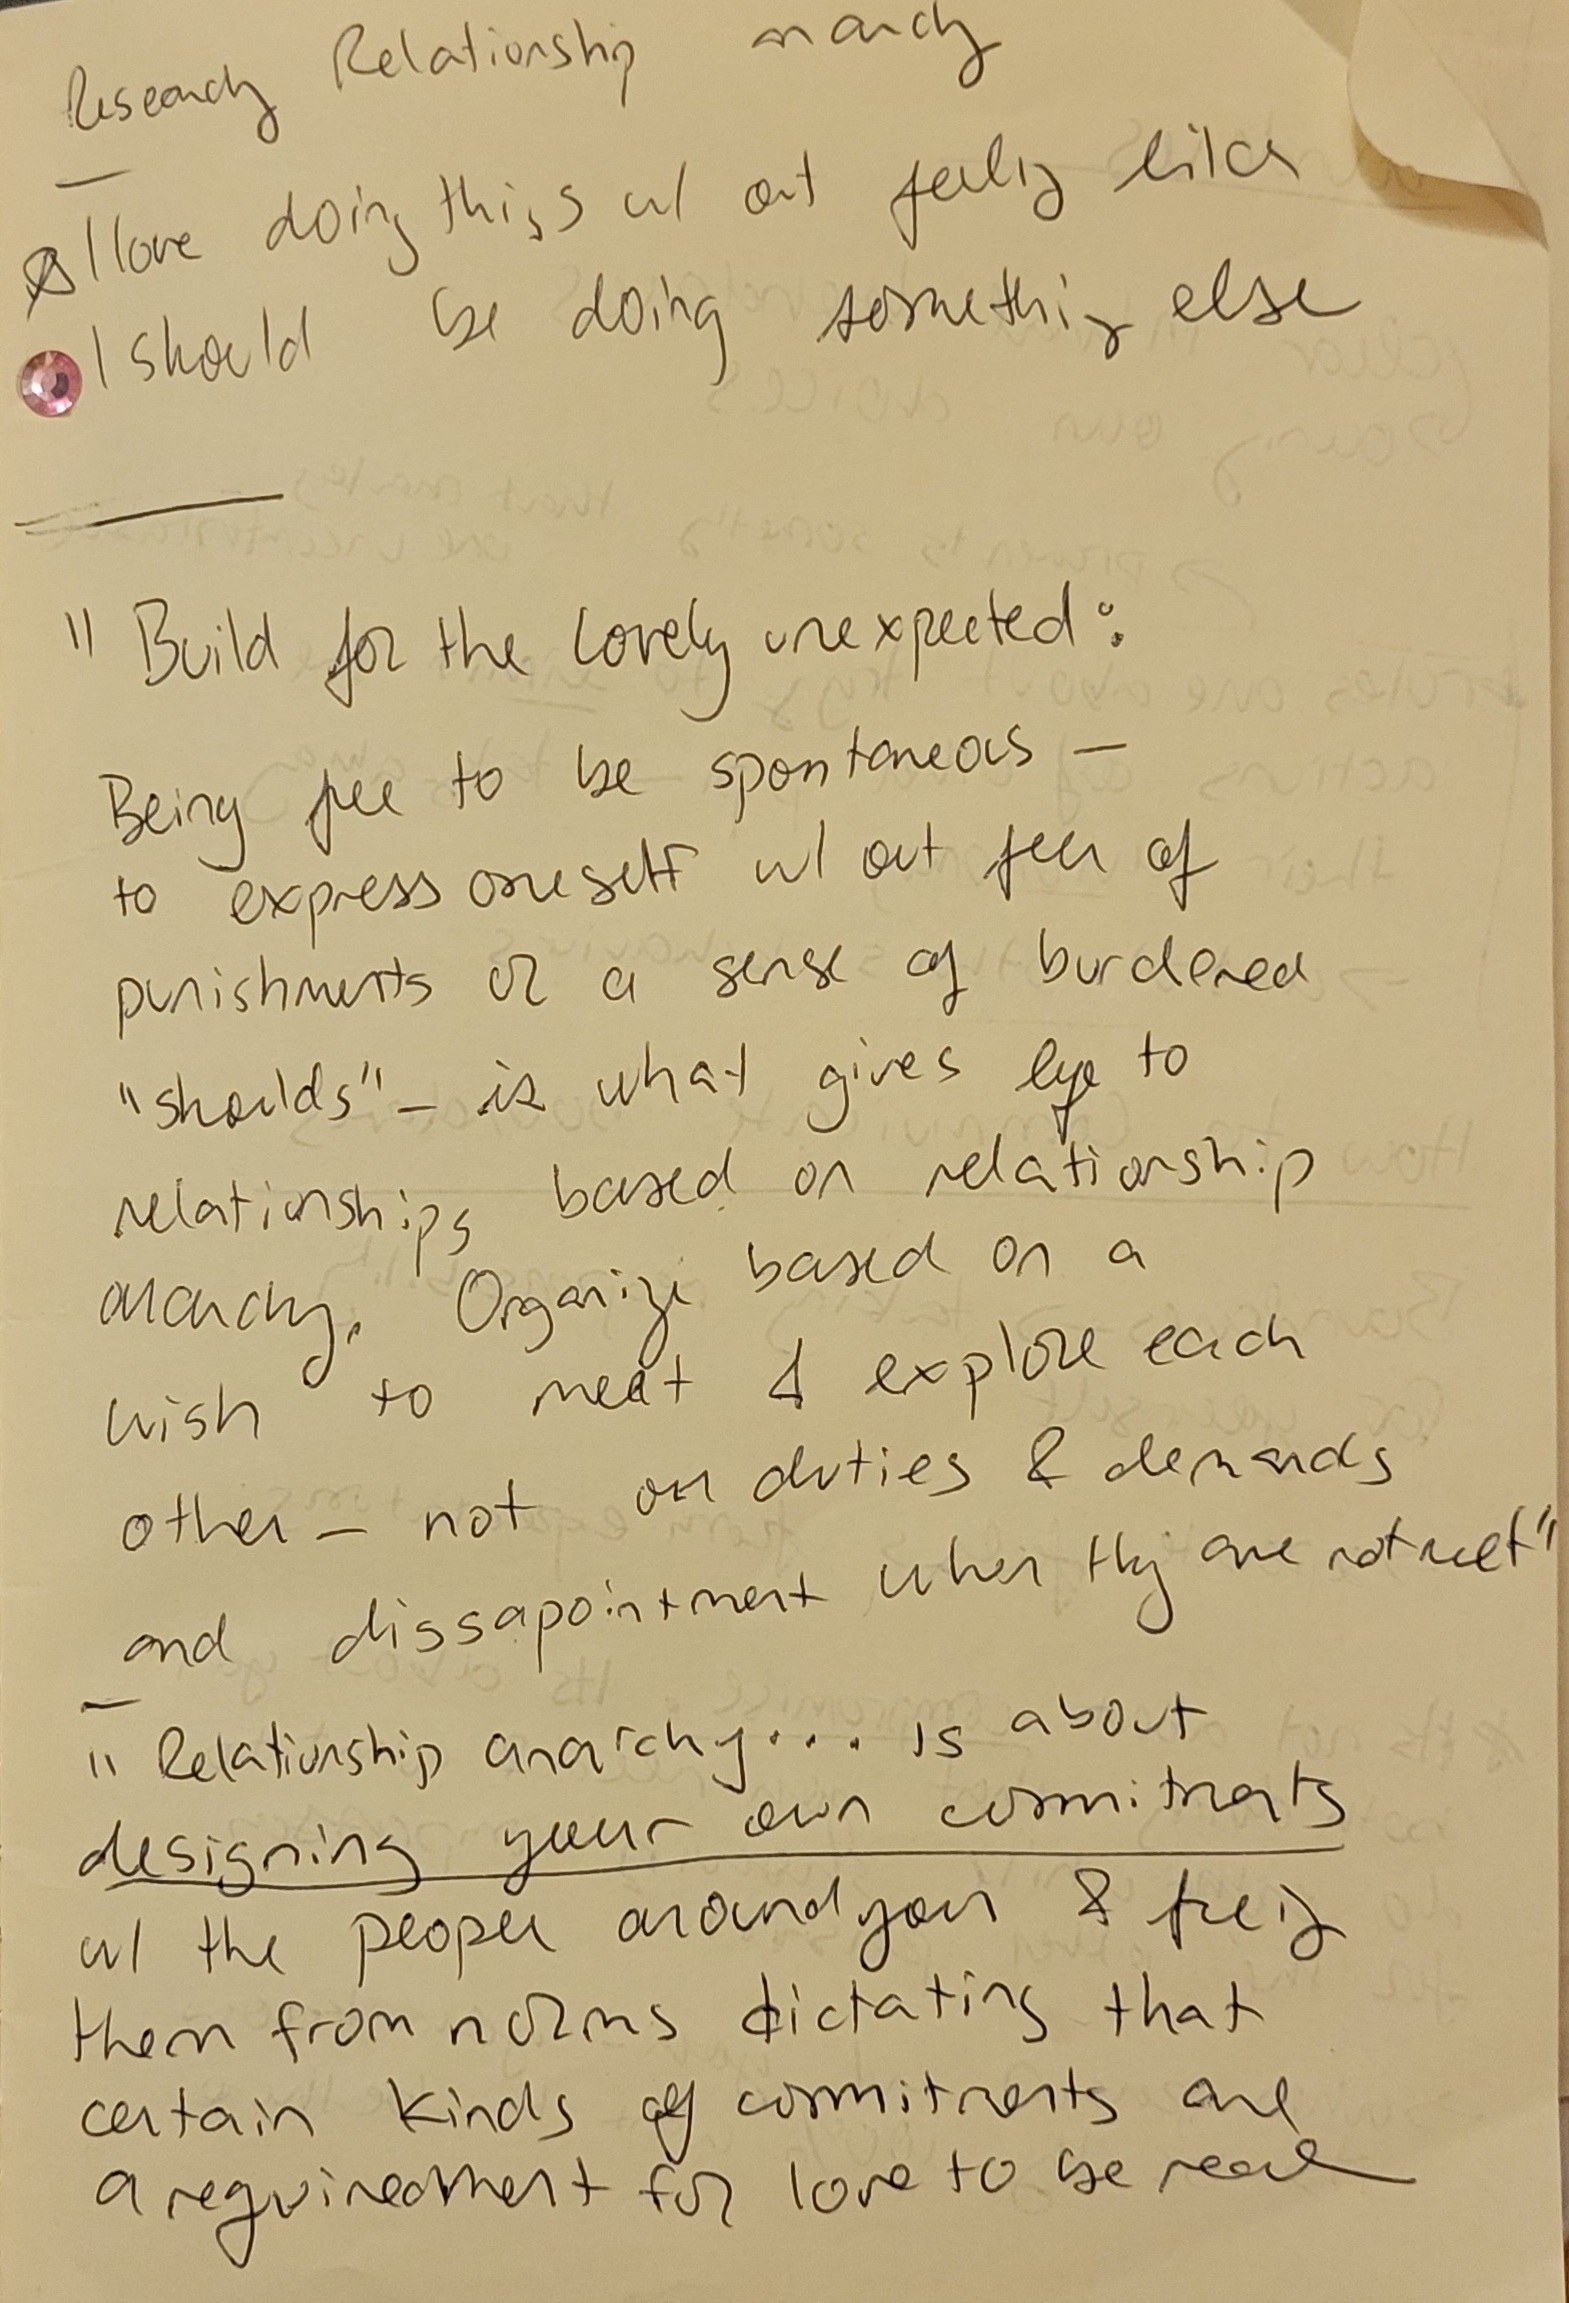 Research Relationship anarchy
I love doing things w/out feeling like
I should be doing something else
" Build for the lovely unexpected:
Being free to be spontaneous –
to express oneself w/out fear of
punishments or a sense of burdened
"shoulds" – is what gives life to
relationships based on relationship
anarchy. Organize based on a
wish to meet & explore each
other – not on duties & demands
and dissapointment when they are not met"
" Relationship anarchy... is about
designing your own commitments
w/ the people around you & freeing
them from norms dictating that
certain kinds of commitments are
a requirement for love to be real